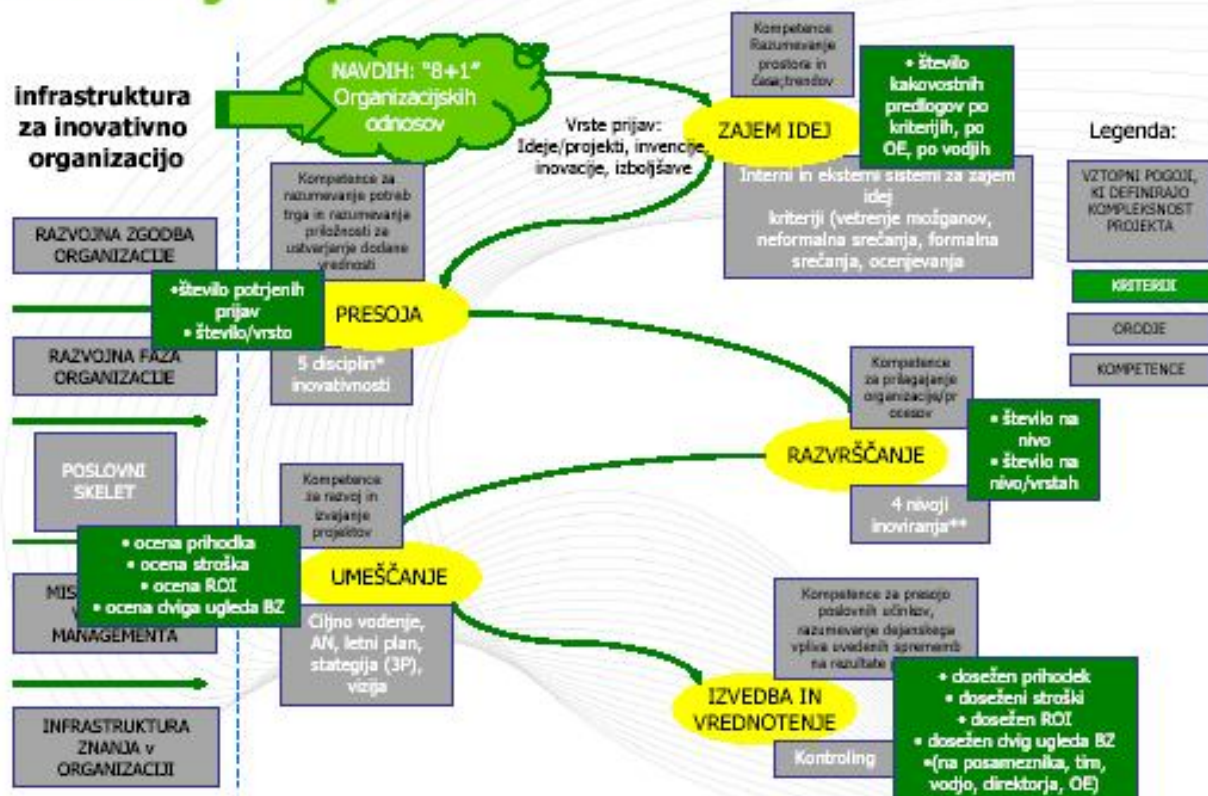 infrastruktura
za inovativno
organizacijo
RAZVOJNA ZGODBA
ORGANIZACIJE
RAZVOJNA FAZA
ORGANIZACIJE
POSLOVNI
SKELET
MIS
MANAGEMENTA
INFRASTRUKTURA
ZNANJA v
ORGANIZACIJI
NAVDIH: "8+1"
Organizacijskih
odnosov
Vrste prijav:
Ideje/projekti, invencije,
inovacije, izboljšave
Kompetence
Razumevanje
prostora in
časa,trendov
ZAJEM IDEJ
• število
kakovostnih
predlogov po
kriterijih, po
OE, po vodjih
Interni in eksterni sistemi za zajem
idej
kriteriji (vetrenje možganov,
neformalna srečanja, formalna
srečanja, ocenjevanja
Kompetence za
razumevanje potreb
trga in razumevanje
priložnosti za
ustvarjanje dodane
vrednosti
•število potrjenih
prijav
• število/vrsto
PRESOJA
5 disciplin*
inovativnosti
Kompetence
za prilagajanje
organizacije/pr
ocesov
RAZVRŠČANJE
• število na
nivo
• število na
nivo/vrstah
4 nivoji
inoviranja**
Kompetence
za razvoj in
izvajanje
projektov
• ocena prihodka
• ocena stroška
• ocena ROI
• ocena dviga ugleda BZ
UMEŠČANJE
Ciljno vodenje,
AN, letni plan,
stategija (3P),
vizija
Kompetence za presojo
poslovnih učinkov,
razumevanje dejanskega
vpliva uvedenih sprememb
na rezultate
IZVEDBA IN
VREDNOTENJE
• dosežen prihodek
• doseženi stroški
• dosežen ROI
• dosežen dvig ugleda BZ
•(na posameznika, tim,
vodjo, direktorja, OE)
Kontroling
Legenda:
VZTOPNI POGOJI,
KI DEFINIRAJO
KOMPLEKSNOST
PROJEKTA
KRITERIJI
ORODJE
KOMPETENCE